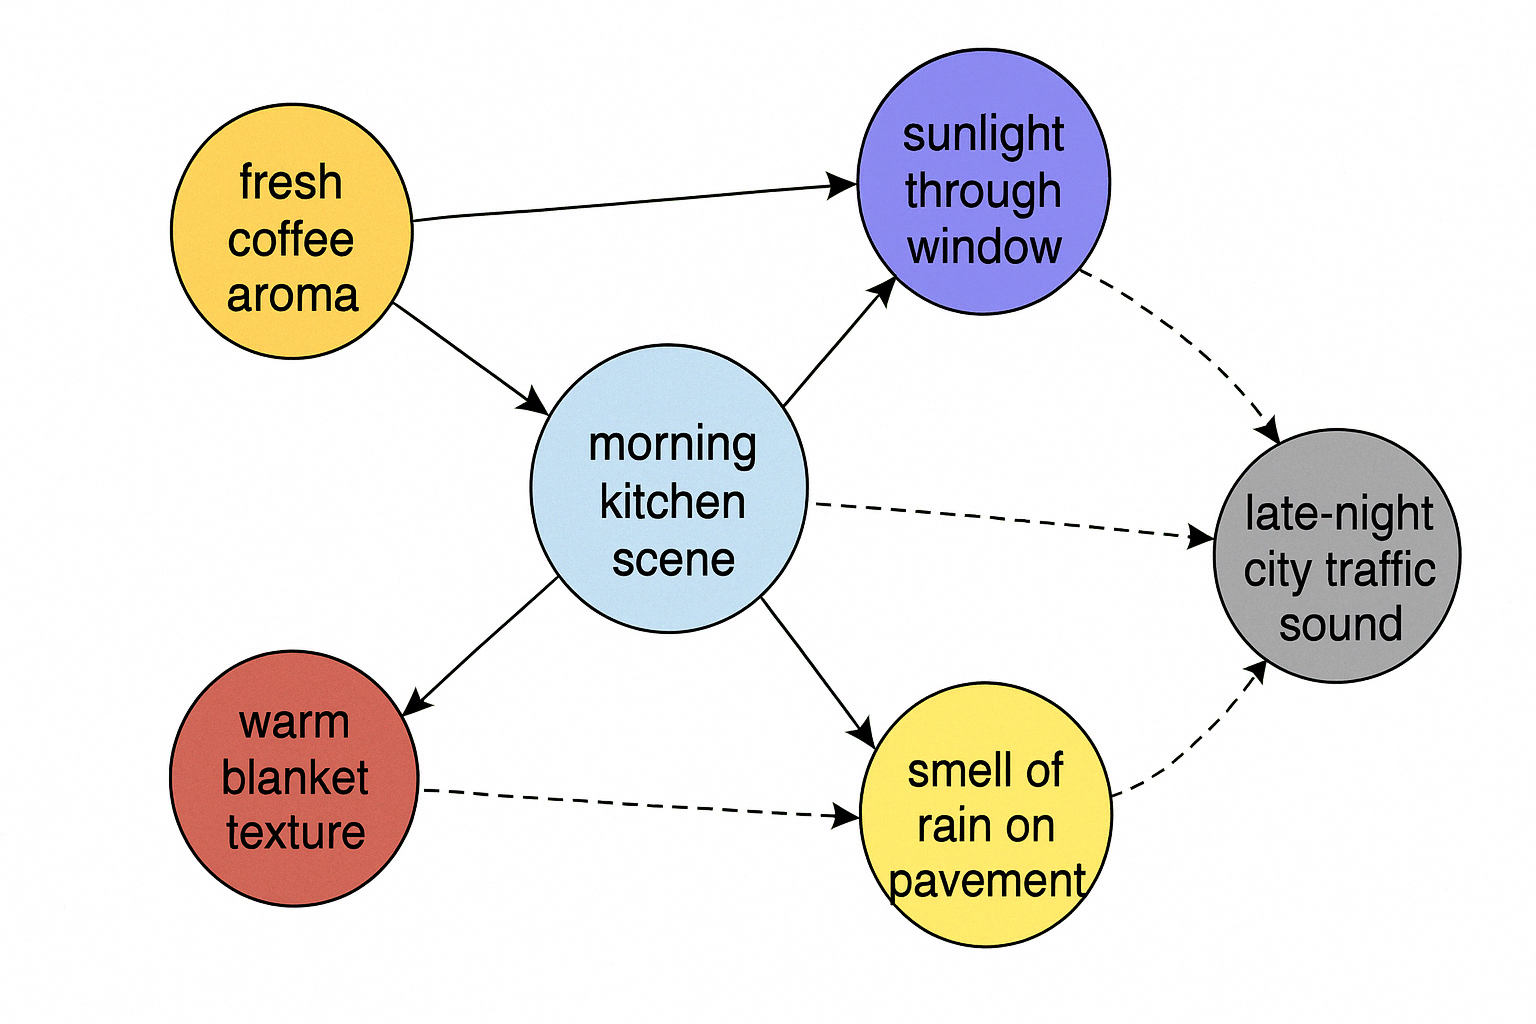 fresh
coffee
aroma
sunlight
through
window
morning
kitchen
scene
late-night
city traffic
sound
warm
blanket
texture
smell of
rain on
pavement